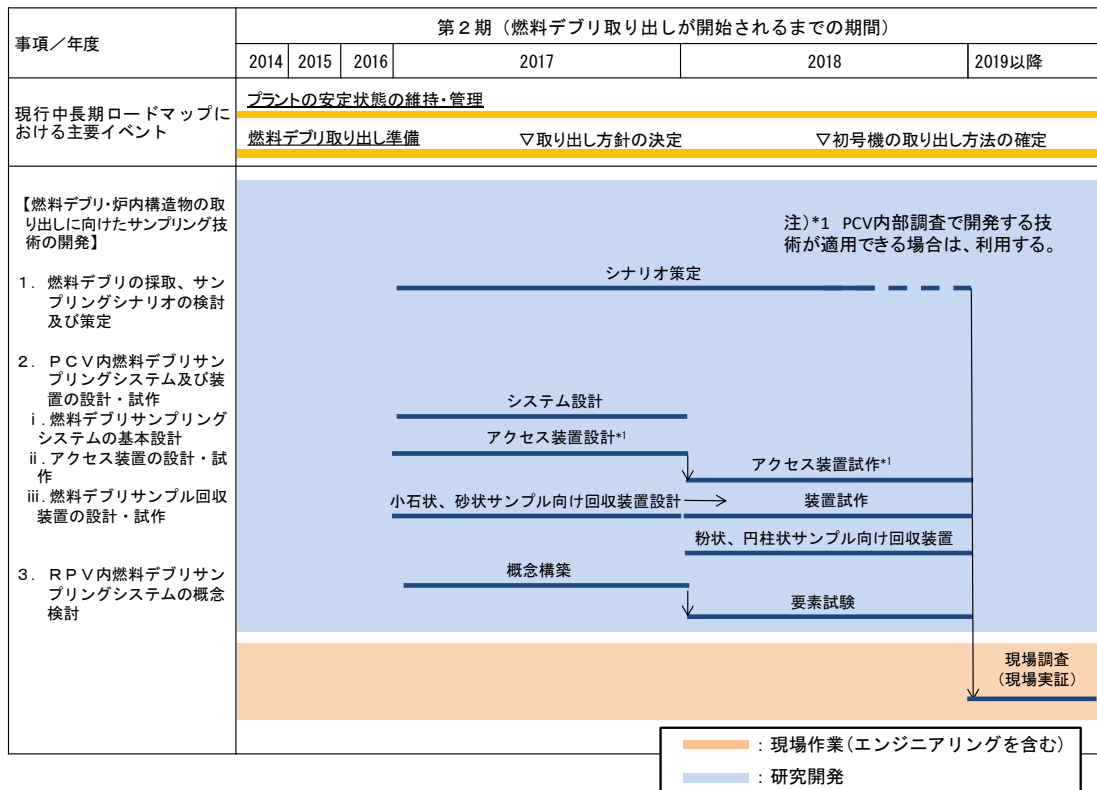 事項／年度
第２期（燃料デブリ取り出しが開始されるまでの期間）
2014 2015 2016 2017 2018 2019以降
現行中長期ロードマップに
おける主要イベント
プラントの安定状態の維持・管理
燃料デブリ取り出し準備 ▽取り出し方針の決定 ▽初号機の取り出し方法の確定
【燃料デブリ・炉内構造物の取
り出しに向けたサンプリング技
術の開発】
注）*1 PCV内部調査で開発する技
術が適用できる場合は、利用する。
１．燃料デブリの採取、サン
プリングシナリオの検討
及び策定
シナリオ策定
２．ＰＣＶ内燃料デブリサン
プリングシステム及び装
置の設計・試作
ⅰ.燃料デブリサンプリング
システムの基本設計
システム設計
ⅱ.アクセス装置の設計・試
作
アクセス装置設計*1
アクセス装置試作*1
ⅲ.燃料デブリサンプル回収
装置の設計・試作
小石状、砂状サンプル向け回収装置設計
装置試作
粉状、円柱状サンプル向け回収装置
３．ＲＰＶ内燃料デブリサン
プリングシステムの概念
検討
概念構築
要素試験
現場調査
（現場実証）
：現場作業（エンジニアリングを含む）
：研究開発